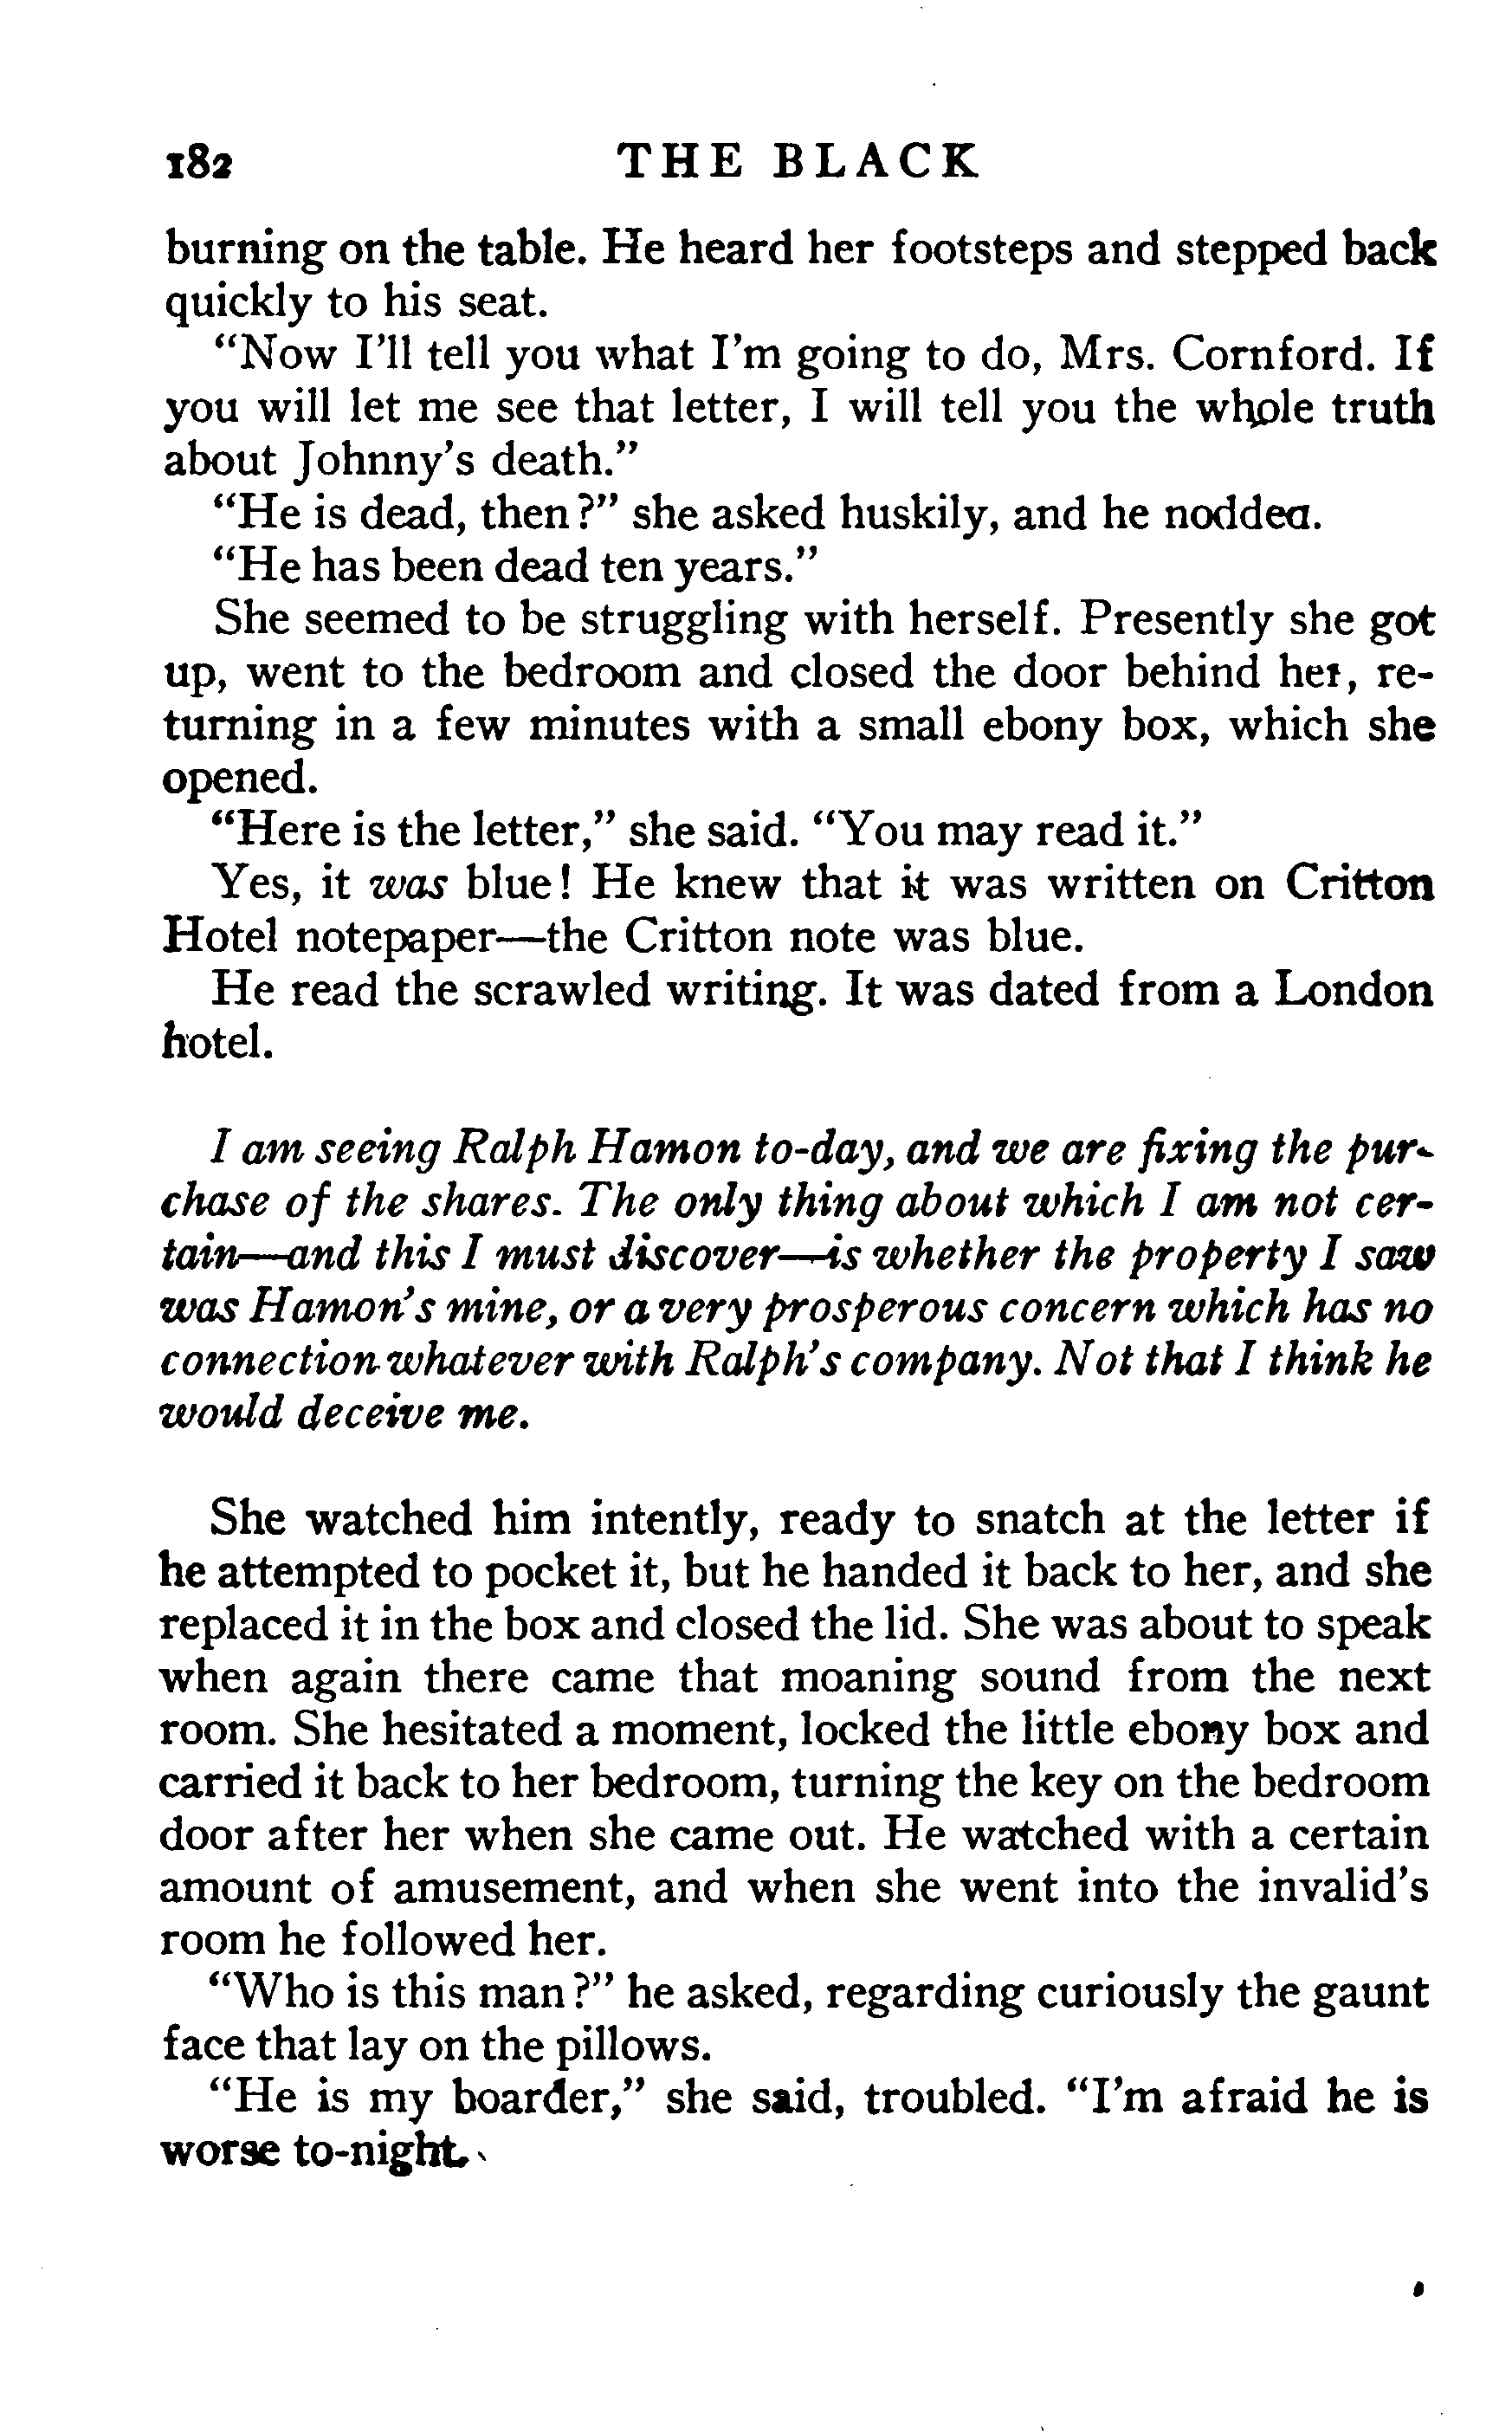 182 THE BLACK
burning on the table. He heard her footsteps and stepped back
quickly to his seat.
"Now I'll tell you what I'm going to do, Mrs. Cornford. If
you will let me see that letter, I will tell you the whole truth
about Johnny's death."
"He is dead, then?" she asked huskily, and he nodded.
"He has been dead ten years."
She seemed to be struggling with herself. Presently she got
up, went to the bedroom and closed the door behind her, re-
turning in a few minutes with a small ebony box, which she
opened.
"Here is the letter," she said. "You may read it."
Yes, it was blue! He knew that it was written on Critton
Hotel notepaper—the Critton note was blue.
He read the scrawled writing. It was dated from a London
hotel.
I am seeing Ralph Hamon to-day, and we are fixing the pur-
chase of the shares. The only thing about which I am not cer-
tain—and this I must discover—is whether the property I saw
was Hamon's mine, or a very prosperous concern which has no
connection whatever with Ralph's company. Not that I think he
would deceive me.
She watched him intently, ready to snatch at the letter if
he attempted to pocket it, but he handed it back to her, and she
replaced it in the box and closed the lid. She was about to speak
when again there came that moaning sound from the next
room. She hesitated a moment, locked the little ebony box and
carried it back to her bedroom, turning the key on the bedroom
door after her when she came out. He watched with a certain
amount of amusement, and when she went into the invalid's
room he followed her.
"Who is this man?" he asked, regarding curiously the gaunt
face that lay on the pillows.
"He is my boarder," she said, troubled. "I'm afraid he is
worse to-night.